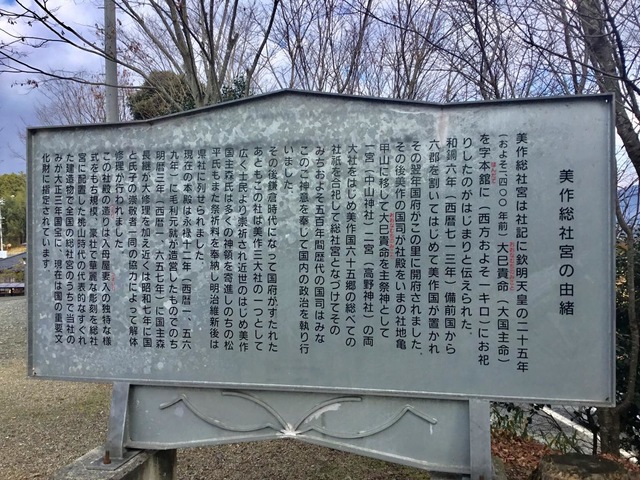 美作総社宮の由緒
美作総社宮は社記に欽明天皇の二十五年
(およそ一四〇〇年前)大巳貴命(大国主命)
を字本舘に(西方およそ一キロ)にお祀
りしたのがはじまりと伝えられた、
和銅六年(西暦七一三年)備前国から
六郡を割いてはじめて美作国が置かれ
その翌年国府がこの里に開府されました、
その後美作の国司が社殿をいまの社地亀
甲山に移して大巳貴命を主祭神として
一宮(中山神社)二宮(高野神社)の両
大社をはじめ美作国六十五郷の総べての
社祇を合祀して総社宮となづけてその
みちおよそ五百年間歴代の国司はみな
このご神意を奉じて国内の政治を執り行
いました。
その後鎌倉時代になって国府がすたれた
あともこの社は美作三大社の一つとして
広く士民より崇祈され近世のはじめ美作
国主森氏は多くの神領を寄進しのちの松
平氏もまた祭祈料を奉納し明治維新後は
県社に列せられました。
現在の本殿は永禄十二年(西暦一、五六
九年)に毛利元就が造営したものでのち
明暦三年(西暦一、六五七年)に国主森
長継が大修理を加え近くは昭和七年に国
と氏子の崇敬者一同の協力によって解体
修理が行われました
この社殿の造りは入母屋妻入の独特な様
式をもち規模、豪壮で華麗な彫刻を総社
宮に配置した桃山時代の代表的なすぐれ
た建造物で全国の総社宮のうちで当社の
みが大正三年国宝に、現在は国の重要文
化財に指定されています。